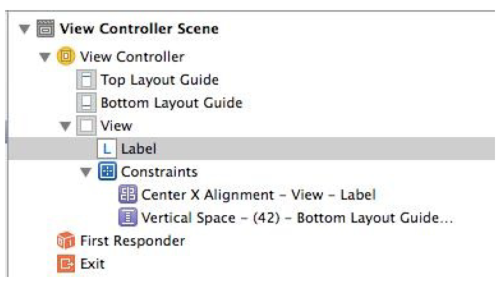 View Controller Scene
View Controller
Top Layout Guide
Bottom Layout Guide
View
L Label
Constraints
Center X Alignment – View – Label
Vertical Space – (42) – Bottom Layout Guide...
First Responder
Exit